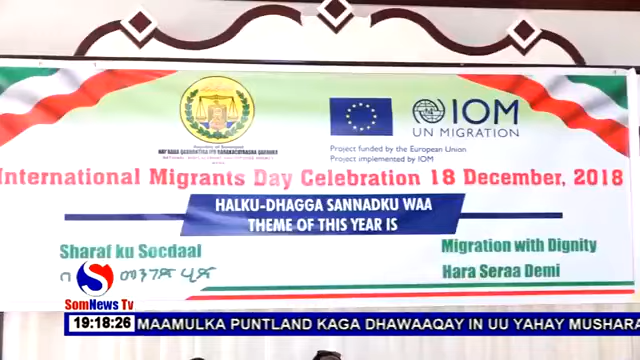 IOM
UN MIGRATION
Project funded by the European Union
Project implemented by IOM
International Migrants Day Celebration 18 December, 2018
HALKU-DHAGGA SANNADKU WAA
THEME OF THIS YEAR IS
Sharaf ku Socdaal
Migration with Dignity
Hara Seraa Demi
SomNews Tv
19:18:26 MAAMULKA PUNTLAND KAGA DHAWAAQAY IN UU YAHAY MUSHARA